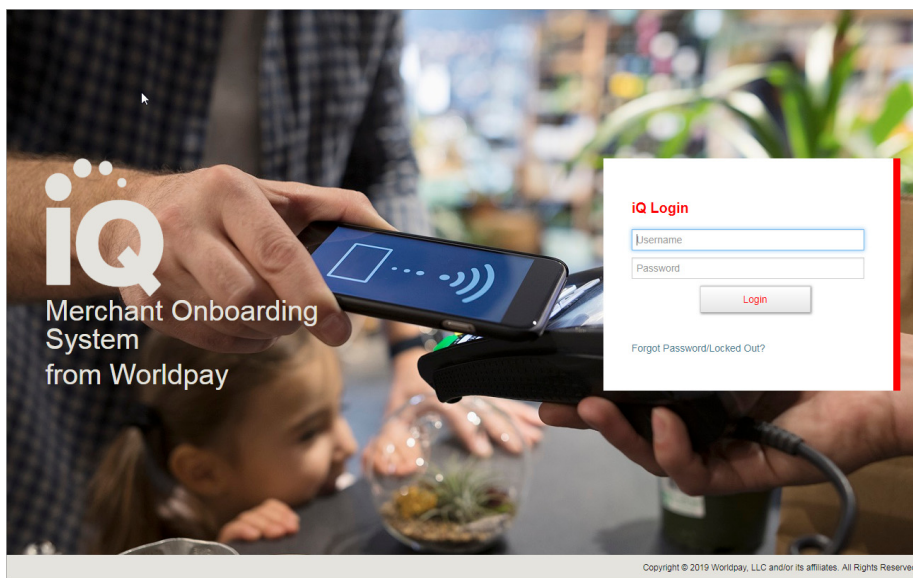 iQ
Merchant Onboarding
System
from Worldpay
iQ Login
Username
Password
Login
Forgot Password/Locked Out?
Copyright © 2019 Worldpay, LLC and/or its affiliates. All Rights Reserve